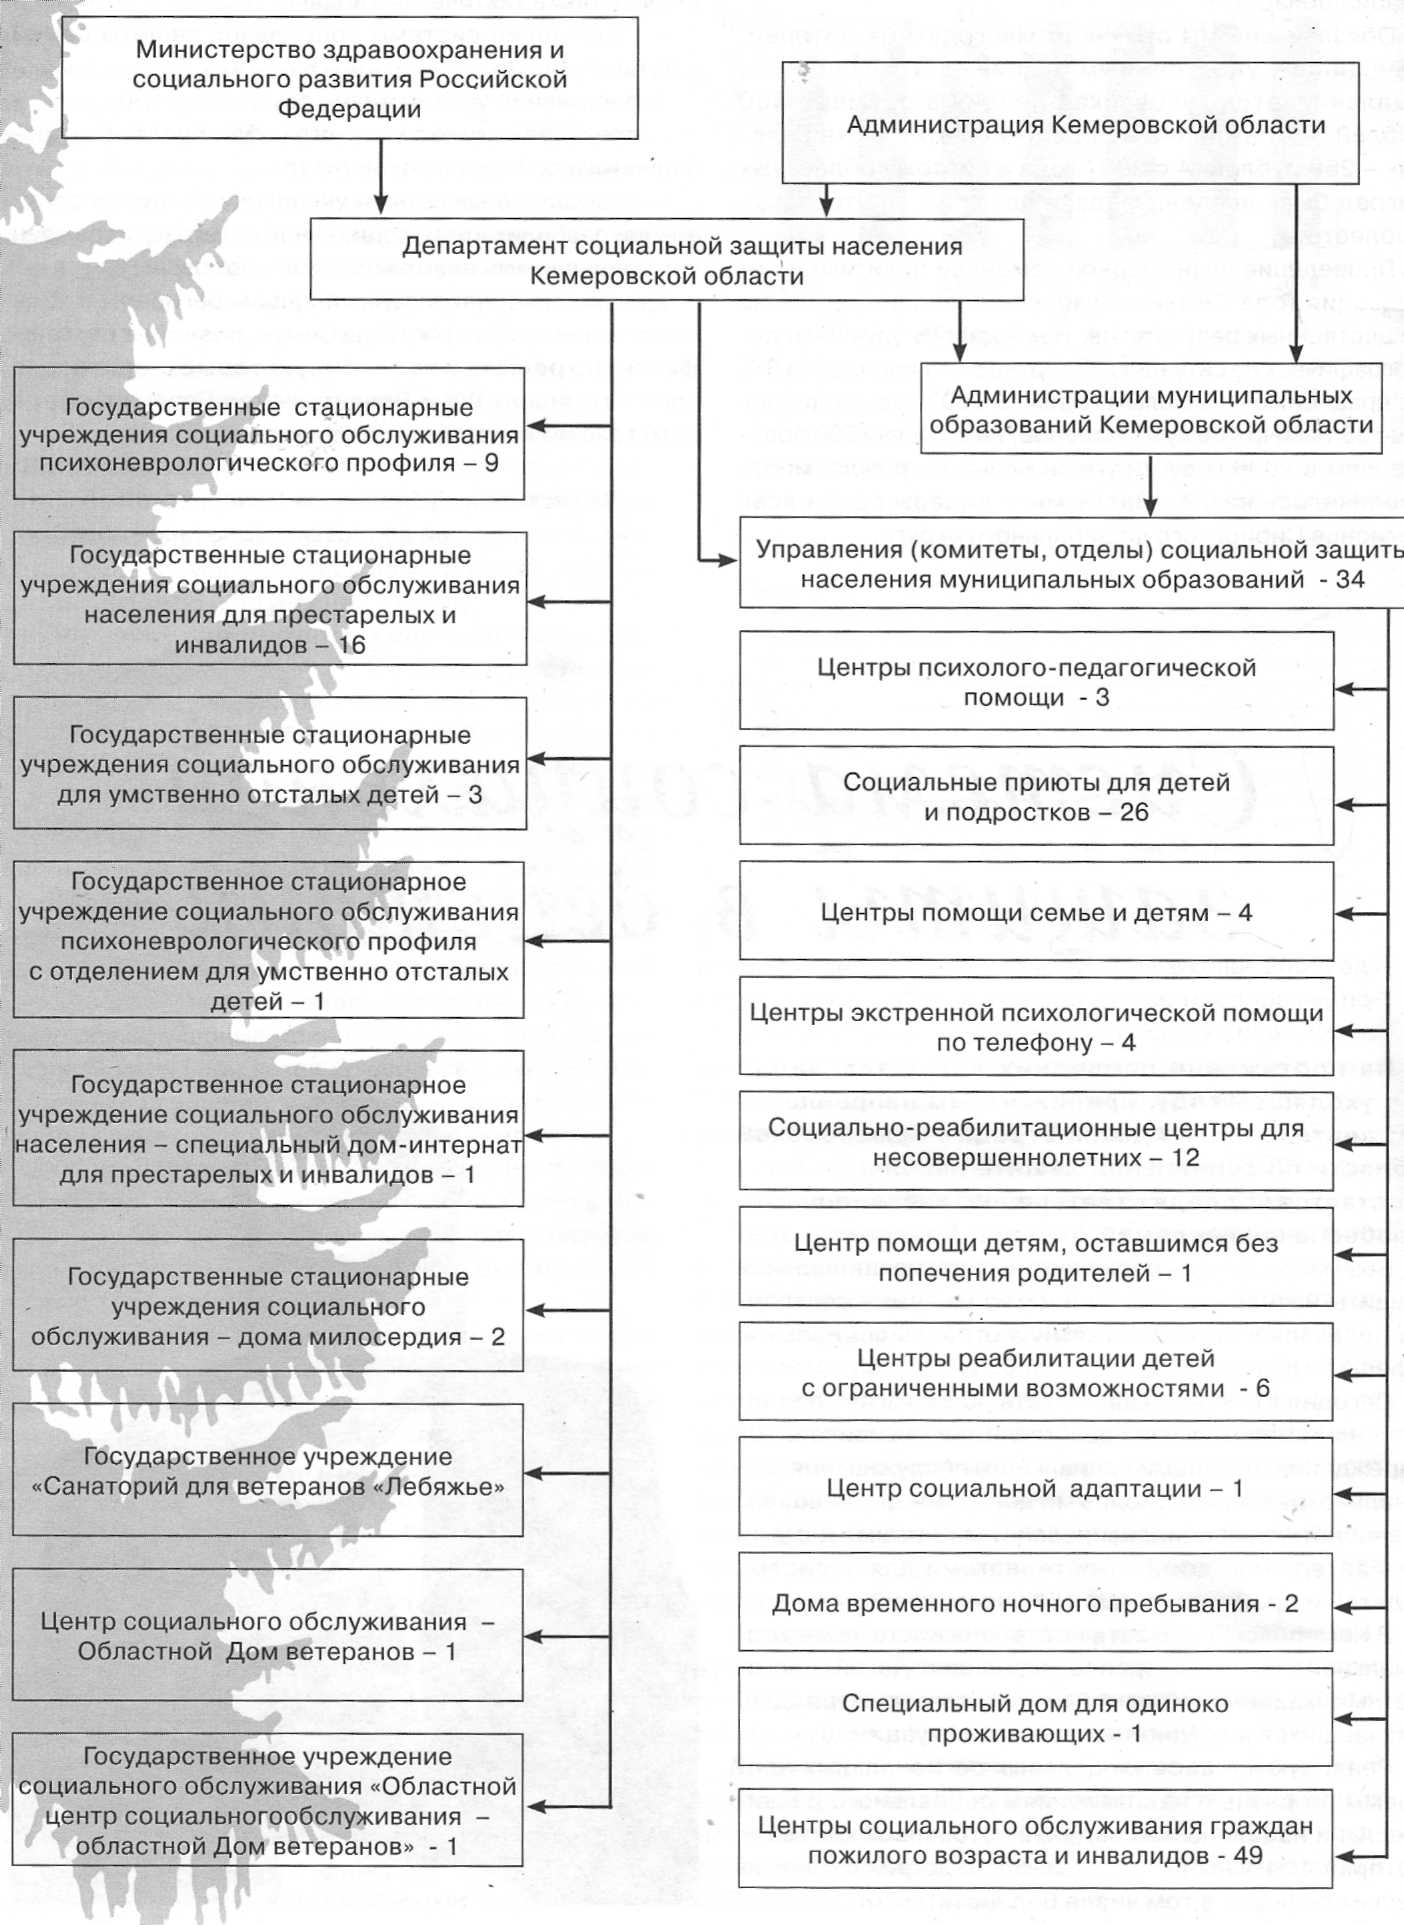 Министерство здравоохранения и
социального развития Российской
Федерации
Администрация Кемеровской области
Департамент социальной защиты населения
Кемеровской области
Администрации муниципальных
образований Кемеровской области
Управления (комитеты, отделы) социальной защиты
населения муниципальных образований - 34
Государственные стационарные
учреждения социального обслуживания
психоневрологического профиля – 9
Государственные стационарные
учреждения социального обслуживания
населения для престарелых и
инвалидов – 16
Государственные стационарные
учреждения социального обслуживания
для умственно отсталых детей – 3
Государственное стационарное
учреждение социального обслуживания
психоневрологического профиля
с отделением для умственно отсталых
детей – 1
Государственное стационарное
учреждение социального обслуживания
населения – специальный дом-интернат
для престарелых и инвалидов – 1
Государственные стационарные
учреждения социального
обслуживания – дома милосердия – 2
Государственное учреждение
«Санаторий для ветеранов «Лебяжье»
Центр социального обслуживания –
Областной Дом ветеранов – 1
Государственное учреждение
социального обслуживания «Областной
центр социальногообслуживания –
областной Дом ветеранов» - 1
Центры психолого-педагогической
помощи - 3
Социальные приюты для детей
и подростков – 26
Центры помощи семье и детям – 4
Центры экстренной психологической помощи
по телефону – 4
Социально-реабилитационные центры для
несовершеннолетних – 12
Центр помощи детям, оставшимся без
попечения родителей – 1
Центры реабилитации детей
с ограниченными возможностями - 6
Центр социальной адаптации – 1
Дома временного ночного пребывания - 2
Специальный дом для одиноко
проживающих - 1
Центры социального обслуживания граждан
пожилого возраста и инвалидов - 49